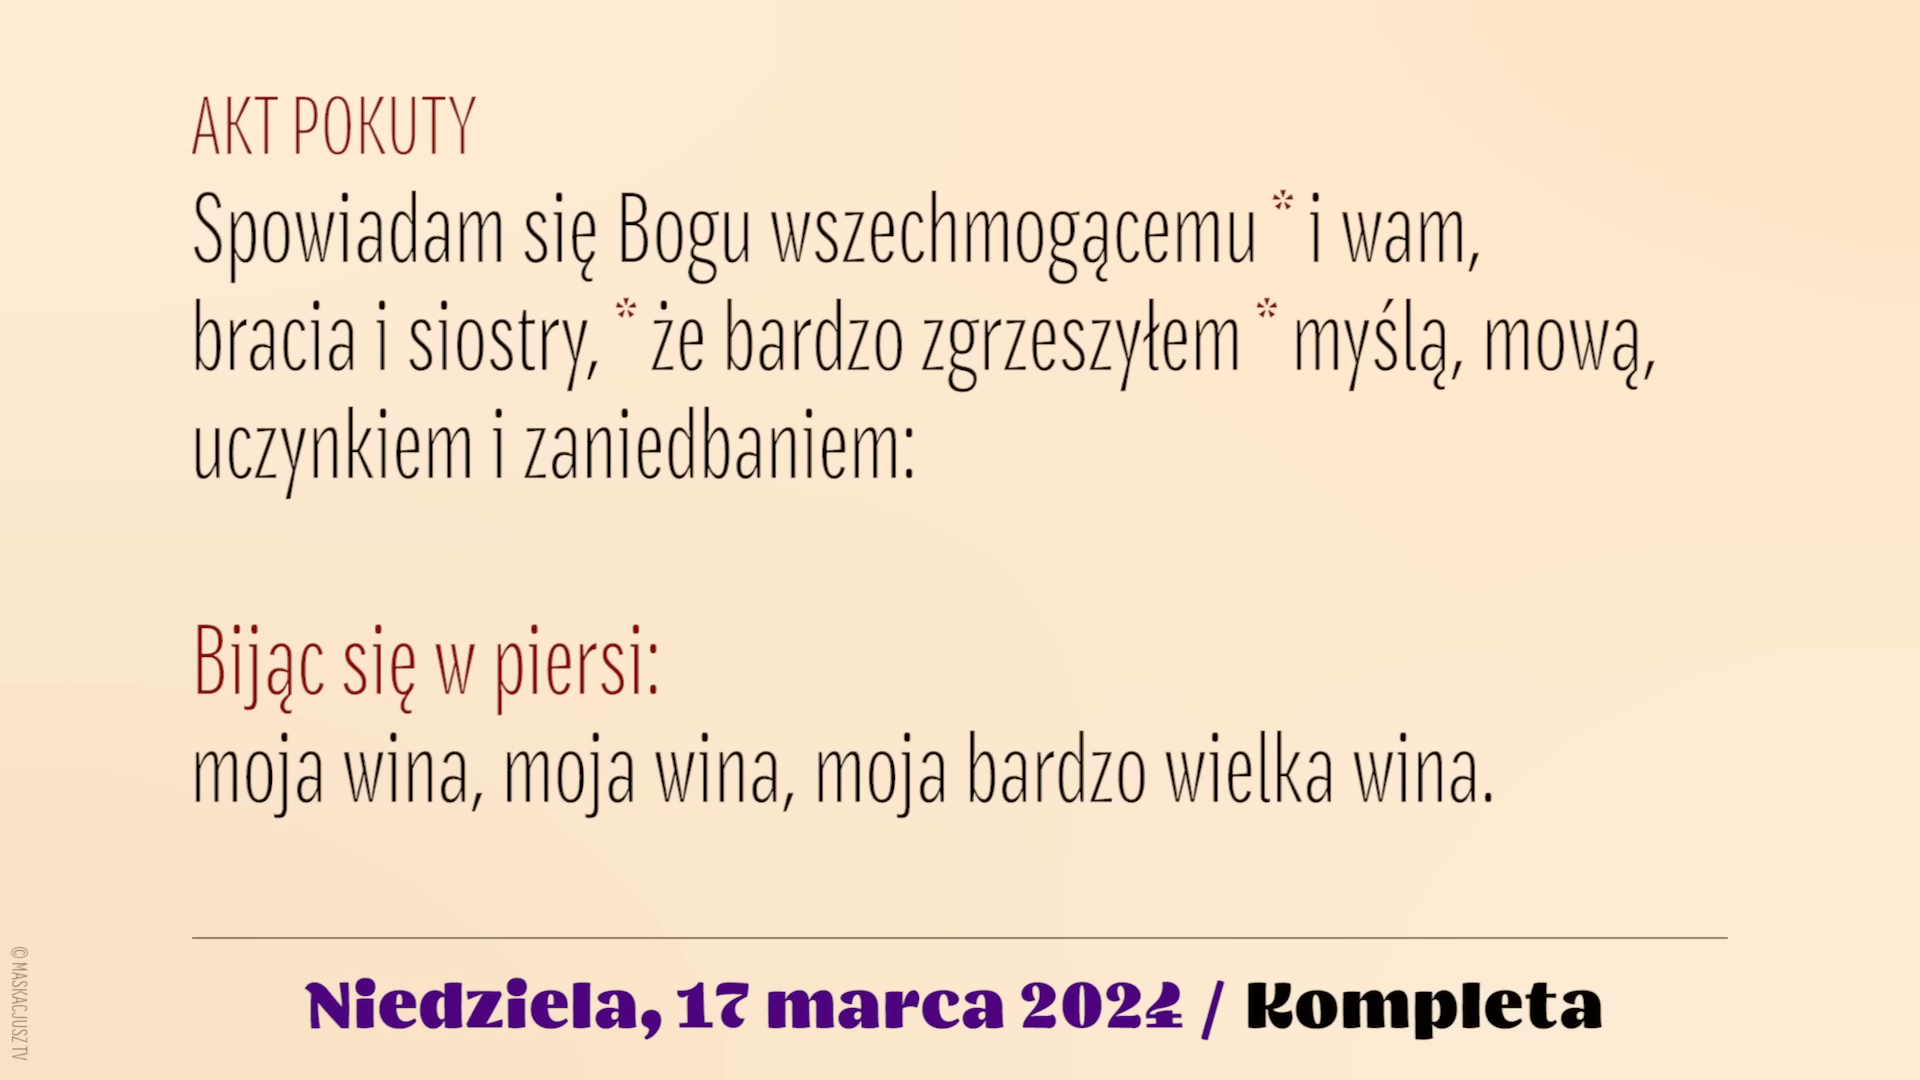 AKT POKUTY
Spowiadam się Bogu wszechmogącemu * i wam,
bracia i siostry, * że bardzo zgrzeszyłem * myślą, mową,
uczynkiem i zaniedbaniem:
Bijąc się w piersi:
moja wina, moja wina, moja bardzo wielka wina.
© MASKACJUSZ TV
Niedziela, 17 marca 2024 / Kompleta